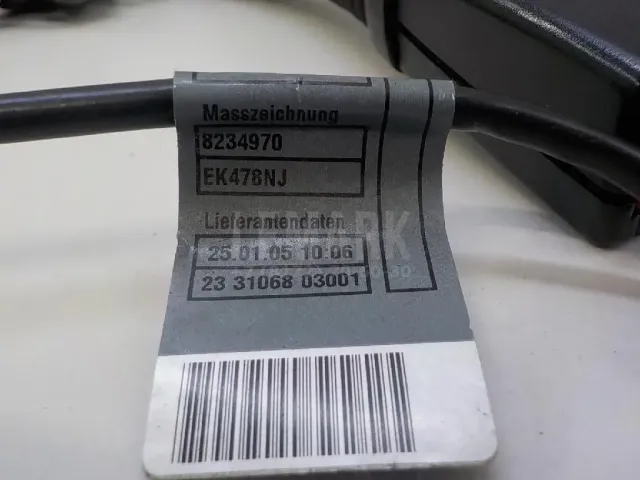 Masszeichnung
8234970
EK478NJ
Lieferantendaten
25.01.05 10:06
23 31068 03001